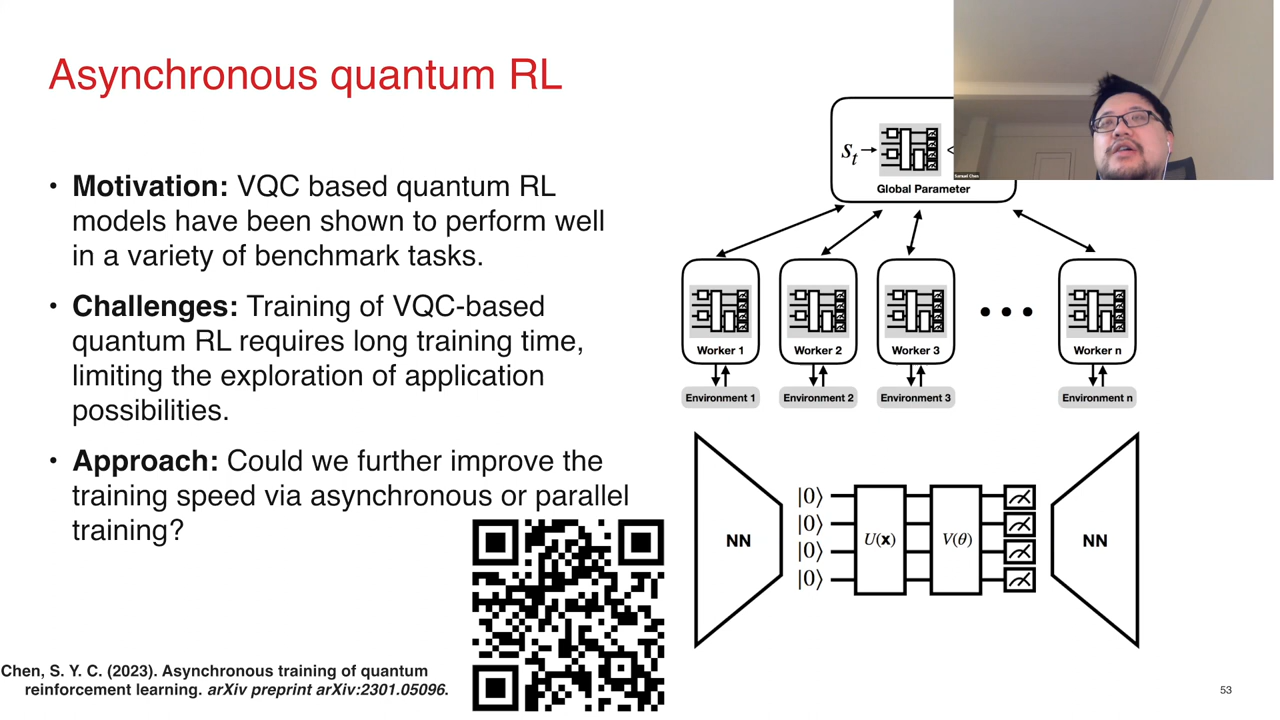 Asynchronous quantum RL
• Motivation: VQC based quantum RL
models have been shown to perform well
in a variety of benchmark tasks.
• Challenges: Training of VQC-based
quantum RL requires long training time,
limiting the exploration of application
possibilities.
• Approach: Could we further improve the
training speed via asynchronous or parallel
training?
Chen, S. Y. C. (2023). Asynchronous training of quantum
reinforcement learning. arXiv preprint arXiv:2301.05096.
Samuel Chen
sₜ
Global Parameter
Worker 1 Worker 2 Worker 3 Worker n
Environment 1 Environment 2 Environment 3 Environment n
NN
|0⟩
|0⟩
|0⟩
|0⟩
U(x)
V(θ)
NN
53